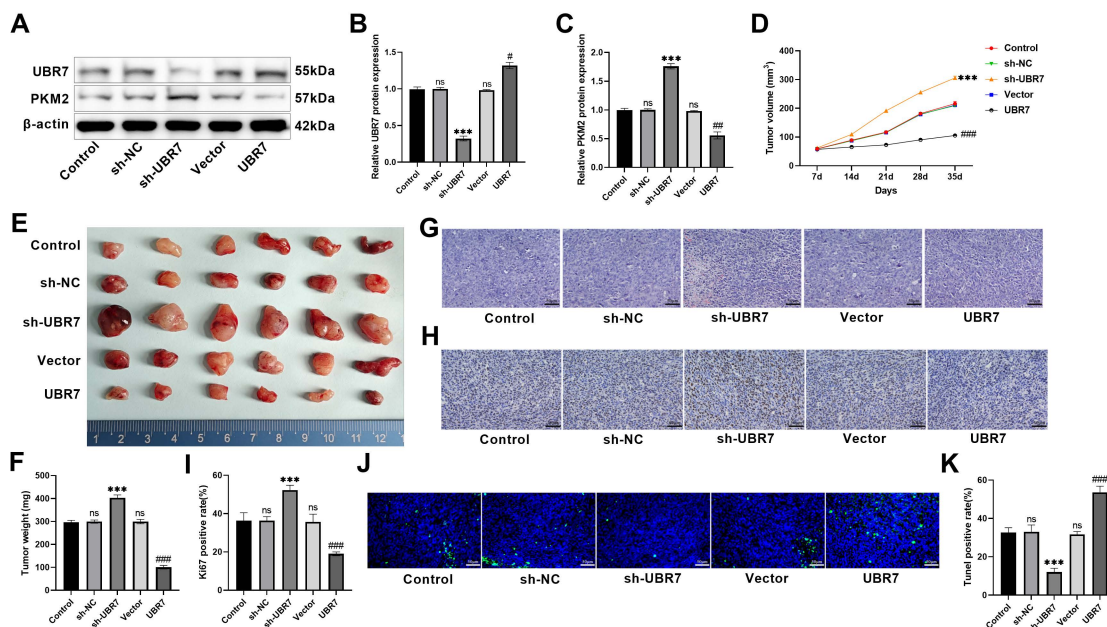 A
UBR7
55kDa
PKM2
57kDa
β-actin
42kDa
Control
sh-NC
sh-UBR7
Vector
UBR7
B
Relative UBR7 protein expression
1.5
1.0
0.5
0.0
ns
***
ns
#
Control
sh-NC
sh-UBR7
Vector
UBR7
C
Relative PKM2 protein expression
2.0
1.5
1.0
0.5
0.0
ns
***
ns
##
Control
sh-NC
sh-UBR7
Vector
UBR7
D
Tumor volume (mm3)
400
300
200
100
0
7d
14d
21d
28d
35d
Days
***
###
Control
sh-NC
sh-UBR7
Vector
UBR7
E
Control
sh-NC
sh-UBR7
Vector
UBR7
1 2 3 4 5 6 7 8 9 10 11 12
F
Tumor weight (mg)
500
400
300
200
100
0
ns
***
ns
###
Control
sh-NC
sh-UBR7
Vector
UBR7
G
Control
sh-NC
sh-UBR7
Vector
UBR7
H
Control
sh-NC
sh-UBR7
Vector
UBR7
I
Ki67 positive rate(%)
60
40
20
0
ns
***
ns
###
Control
sh-NC
sh-UBR7
Vector
UBR7
J
Control
sh-NC
sh-UBR7
Vector
UBR7
K
Tunel positive rate(%)
60
40
20
0
ns
***
ns
###
Control
sh-NC
sh-UBR7
Vector
UBR7